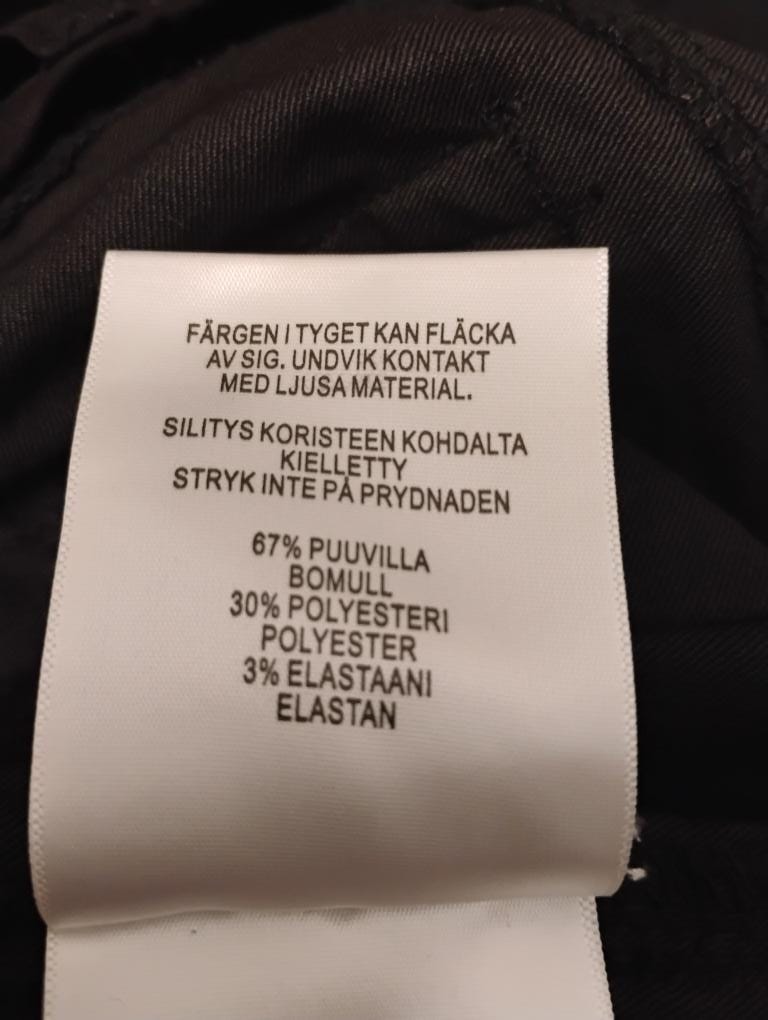 FÄRGEN I TYGET KAN FLÄCKA
AV SIG. UNDVIK KONTAKT
MED LJUSA MATERIAL.
SILITYS KORISTEEN KOHDALTA
KIELLETTY
STRYK INTE PÅ PRYDNADEN
67% PUUVILLA
BOMULL
30% POLYESTERI
POLYESTER
3% ELASTAANI
ELASTAN